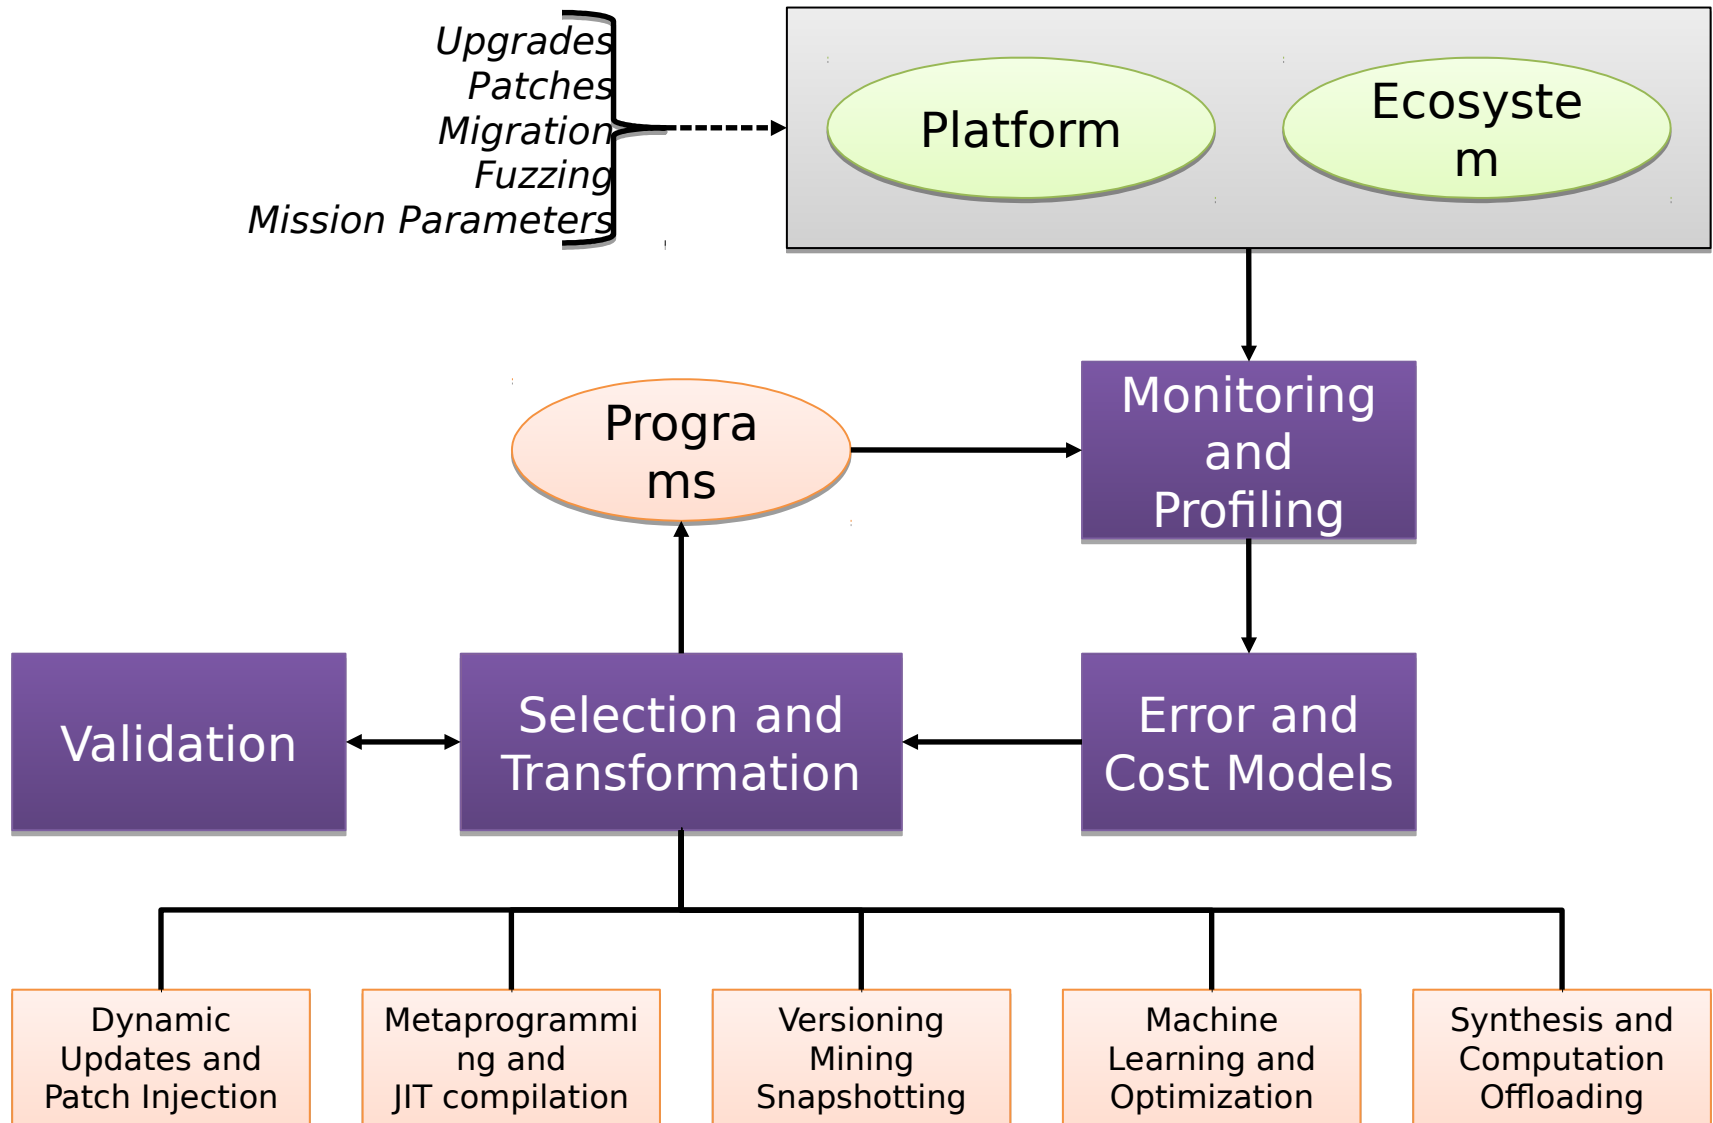 Upgrades
Patches
Migration
Fuzzing
Mission Parameters
Platform
Ecosyste
m
Progra
ms
Monitoring
and
Profiling
Validation
Selection and
Transformation
Error and
Cost Models
Dynamic
Updates and
Patch Injection
Metaprogrammi
ng and
JIT compilation
Versioning
Mining
Snapshotting
Machine
Learning and
Optimization
Synthesis and
Computation
Offloading